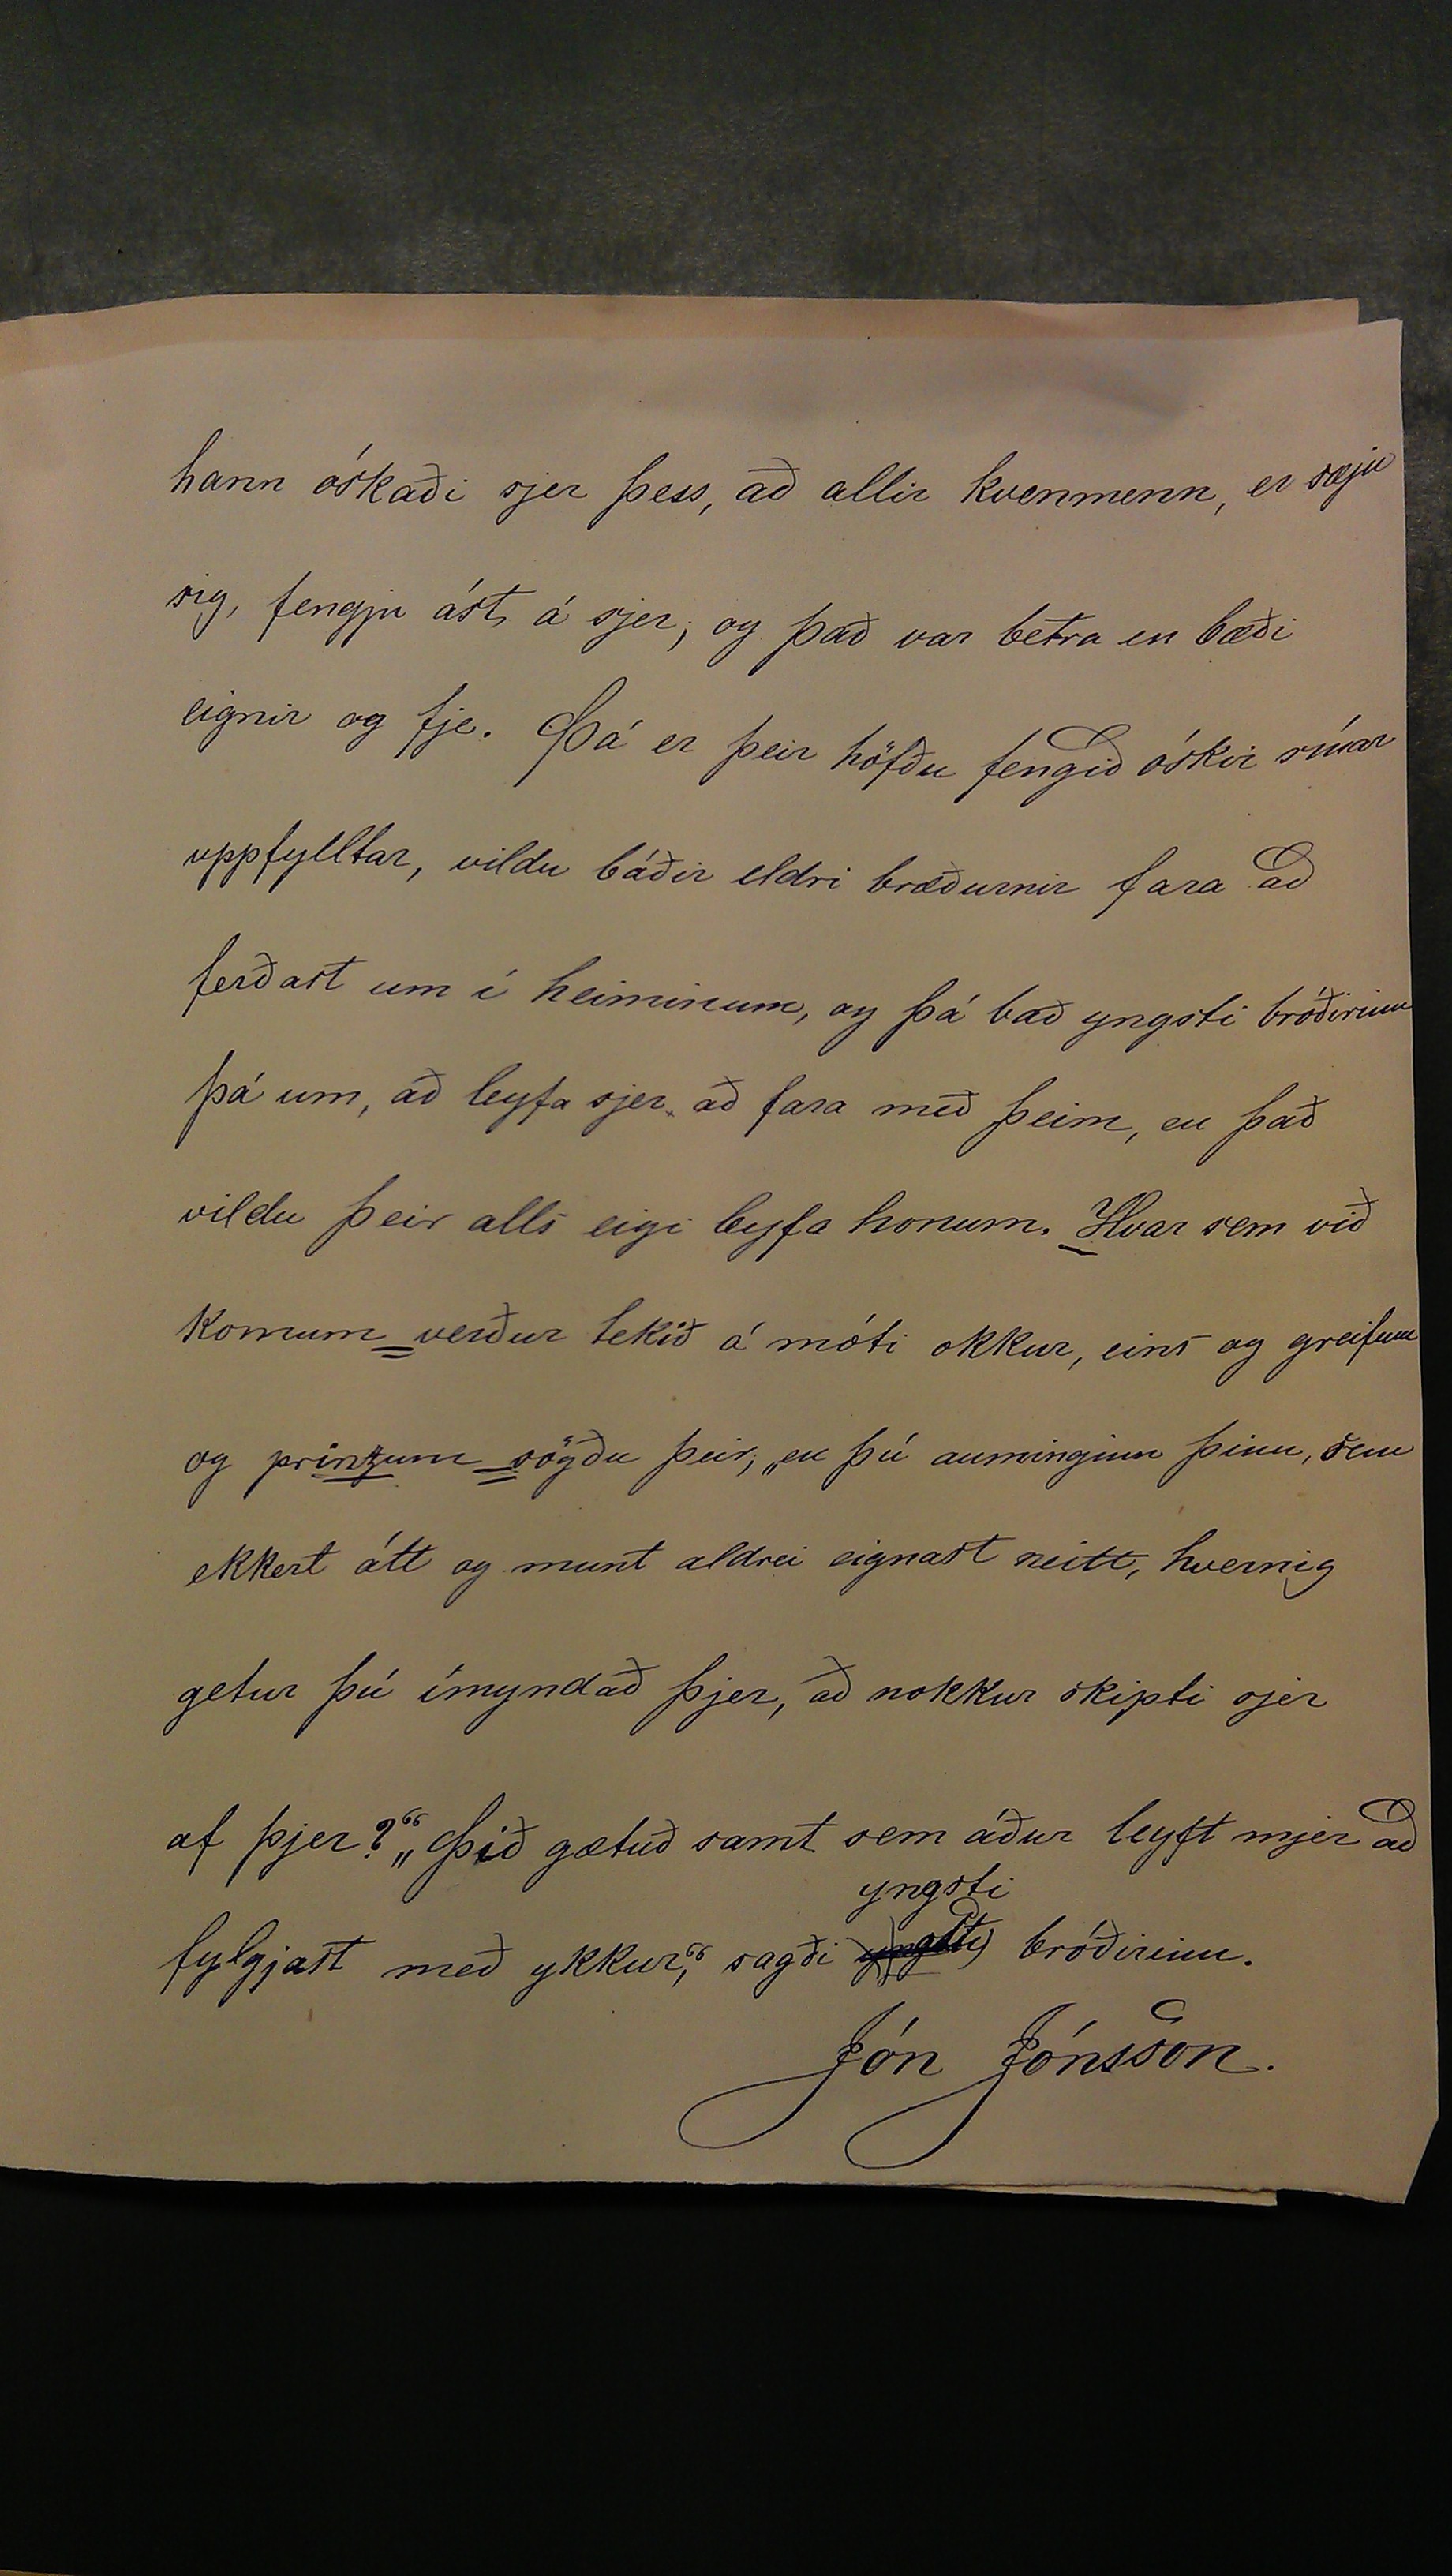 hann óskaði sjer þess, að allir kvenmenn, er sæju
sig, fengju ást á sjer; og það var betra en bæði
eignir og fje. Þá er þeir höfðu fengið óskir sínar
uppfylltar, vildu báðir eldri bræðurnir fara að
ferðast um í heiminum, og þá bað yngsti bróðirinn
þá um, að leyfa sjer að fara með þeim, en það
vildu þeir alls eigi leyfa honum. Hvar sem við
komum verður tekið á móti okkur, eins og greifum
og prinzum sögðu þeir; „en þú auminginn þinn, sem
ekkert átt og munt aldrei eignast neitt, hvernig
getur þú ímyndað þjer, að nokkur skipti sjer
af þjer?“ „Þið gætuð samt sem áður leyft mjer að
yngsti
fylgjast með ykkur“, sagði yngsti bróðirinn.
Jón Jónsson.